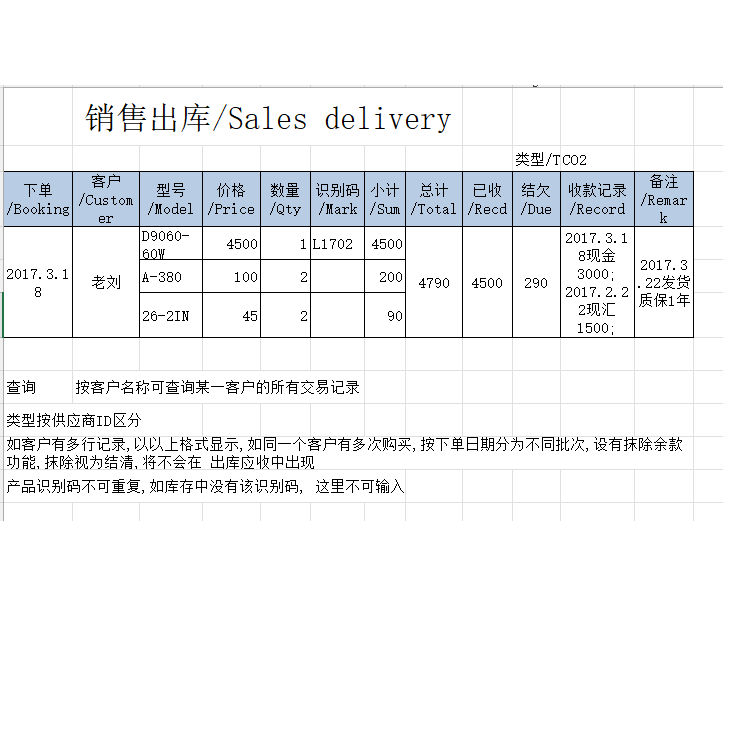 销售出库/Sales delivery
类型/TCO2
下单/Booking 客户/Customer 型号/Model 价格/Price 数量/Qty 识别码/Mark 小计/Sum 总计/Total 已收/Recd 结欠/Due 收款记录/Record 备注/Remark
2017.3.18 老刘 D9060-60W 4500 1 L1702 4500 4790 4500 290 2017.3.18现金3000;2017.2.22现汇1500; 2017.3.22发货质保1年
A-380 100 2 200
26-2IN 45 2 90
查询 按客户名称可查询某一客户的所有交易记录
类型按供应商ID区分
如客户有多行记录,以以上格式显示,如同一个客户有多次购买,按下单日期分为不同批次,设有抹除余款
功能,抹除视为结清,将不会在 出库应收中出现
产品识别码不可重复,如库存中没有该识别码, 这里不可输入